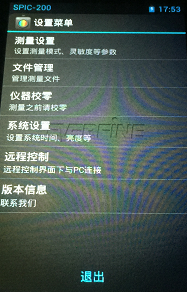 SPIC-200 17:53
设置菜单
测量设置
设置测量模式、灵敏度等参数
文件管理
管理测量文件
仪器校零
测量之前请校零
系统设置
设置系统时间、亮度等
远程控制
远程控制界面下与PC连接
版本信息
联系我们
退出